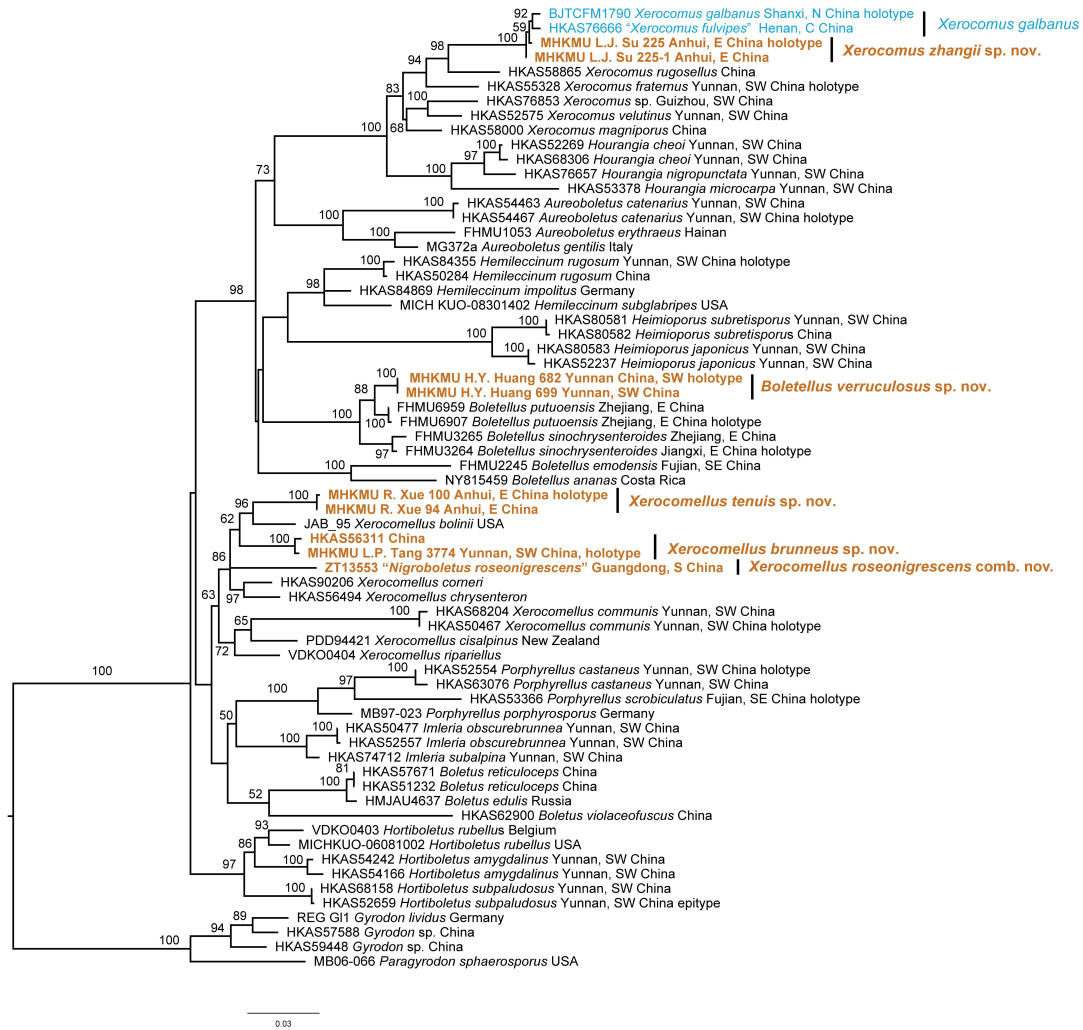 92
BJTCFM1790 Xerocomus galbanus Shanxi, N China holotype
Xerocomus galbanus
59
HKAS76666 “Xerocomus fulvipes” Henan, C China
100
MHKMU L.J. Su 225 Anhui, E China holotype
Xerocomus zhangii sp. nov.
98
MHKMU L.J. Su 225-1 Anhui, E China
94
HKAS58865 Xerocomus rugosellus China
83
HKAS55328 Xerocomus fraternus Yunnan, SW China holotype
100
HKAS76853 Xerocomus sp. Guizhou, SW China
HKAS52575 Xerocomus velutinus Yunnan, SW China
100
68
HKAS58000 Xerocomus magniporus China
100
HKAS52269 Hourangia cheoi Yunnan, SW China
97
HKAS68306 Hourangia cheoi Yunnan, SW China
73
100
HKAS76657 Hourangia nigropunctata Yunnan, SW China
HKAS53378 Hourangia microcarpa Yunnan, SW China
100
HKAS54463 Aureoboletus catenarius Yunnan, SW China
100
HKAS54467 Aureoboletus catenarius Yunnan, SW China holotype
100
FHMU1053 Aureoboletus erythraeus Hainan
MG372a Aureoboletus gentilis Italy
100
HKAS84355 Hemileccinum rugosum Yunnan, SW China holotype
HKAS50284 Hemileccinum rugosum China
98
98
HKAS84869 Hemileccinum impolitus Germany
MICH KUO-08301402 Hemileccinum subglabripes USA
100
HKAS80581 Heimioporus subretisporus Yunnan, SW China
100
HKAS80582 Heimioporus subretisporus China
100
HKAS80583 Heimioporus japonicus Yunnan, SW China
HKAS52237 Heimioporus japonicus Yunnan, SW China
100
MHKMU H.Y. Huang 682 Yunnan China, SW holotype
Boletellus verruculosus sp. nov.
88
MHKMU H.Y. Huang 699 Yunnan, SW China
FHMU6959 Boletellus putuoensis Zhejiang, E China
100
100
FHMU6907 Boletellus putuoensis Zhejiang, E China holotype
FHMU3265 Boletellus sinochrysenteroides Zhejiang, E China
97
FHMU3264 Boletellus sinochrysenteroides Jiangxi, E China holotype
100
FHMU2245 Boletellus emodensis Fujian, SE China
NY815459 Boletellus ananas Costa Rica
100
MHKMU R. Xue 100 Anhui, E China holotype
Xerocomellus tenuis sp. nov.
96
MHKMU R. Xue 94 Anhui, E China
62
JAB_95 Xerocomellus bolinii USA
100
HKAS56311 China
Xerocomellus brunneus sp. nov.
MHKMU L.P. Tang 3774 Yunnan, SW China, holotype
86
ZT13553 “Nigroboletus roseonigrescens” Guangdong, S China
Xerocomellus roseonigrescens comb. nov.
HKAS90206 Xerocomellus corneri
63
97
HKAS56494 Xerocomellus chrysenteron
100
HKAS68204 Xerocomellus communis Yunnan, SW China
65
HKAS50467 Xerocomellus communis Yunnan, SW China holotype
PDD94421 Xerocomellus cisalpinus New Zealand
72
VDKO0404 Xerocomellus ripariellus
100
100
HKAS52554 Porphyrellus castaneus Yunnan, SW China holotype
97
HKAS63076 Porphyrellus castaneus Yunnan, SW China
100
HKAS53366 Porphyrellus scrobiculatus Fujian, SE China holotype
50
MB97-023 Porphyrellus porphyrosporus Germany
100
HKAS50477 Imleria obscurebrunnea Yunnan, SW China
100
HKAS52557 Imleria obscurebrunnea Yunnan, SW China
HKAS74712 Imleria subalpina Yunnan, SW China
81
HKAS57671 Boletus reticuloceps China
100
HKAS51232 Boletus reticuloceps China
52
HMJAU4637 Boletus edulis Russia
HKAS62900 Boletus violaceofuscus China
93
VDKO0403 Hortiboletus rubellus Belgium
86
MICHKUO-06081002 Hortiboletus rubellus USA
97
100
HKAS54242 Hortiboletus amygdalinus Yunnan, SW China
HKAS54166 Hortiboletus amygdalinus Yunnan, SW China
100
HKAS68158 Hortiboletus subpaludosus Yunnan, SW China
HKAS52659 Hortiboletus subpaludosus Yunnan, SW China epitype
89
REG Gl1 Gyrodon lividus Germany
94
HKAS57588 Gyrodon sp. China
100
HKAS59448 Gyrodon sp. China
MB06-066 Paragyrodon sphaerosporus USA
0.03